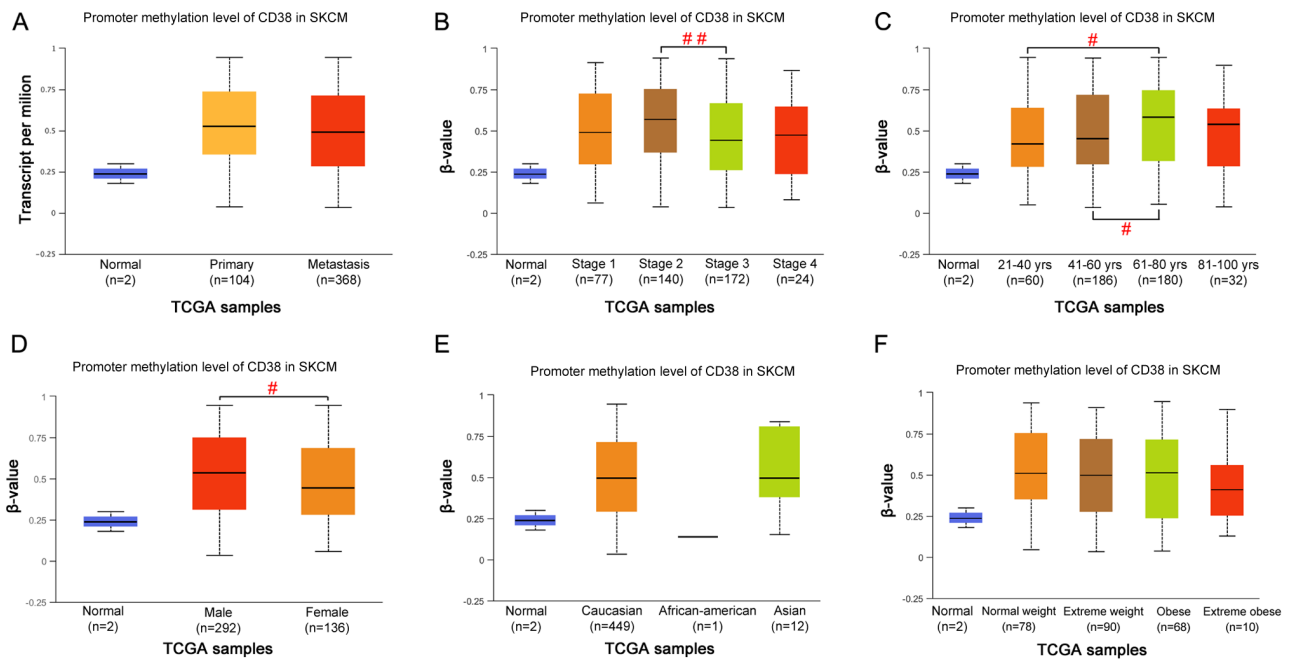 A
Promoter methylation level of CD38 in SKCM
Transcript per milion
1
0.75
0.5
0.25
0
-0.25
Normal
(n=2)
Primary
(n=104)
Metastasis
(n=368)
TCGA samples
B
Promoter methylation level of CD38 in SKCM
# #
β-value
1
0.75
0.5
0.25
0
-0.25
Normal
(n=2)
Stage 1
(n=77)
Stage 2
(n=140)
Stage 3
(n=172)
Stage 4
(n=24)
TCGA samples
C
Promoter methylation level of CD38 in SKCM
#
#
β-value
1
0.75
0.5
0.25
0
-0.25
Normal
(n=2)
21-40 yrs
(n=60)
41-60 yrs
(n=186)
61-80 yrs
(n=180)
81-100 yrs
(n=32)
TCGA samples
D
Promoter methylation level of CD38 in SKCM
#
β-value
1
0.75
0.5
0.25
0
-0.25
Normal
(n=2)
Male
(n=292)
Female
(n=136)
TCGA samples
E
Promoter methylation level of CD38 in SKCM
β-value
1
0.75
0.5
0.25
0
-0.25
Normal
(n=2)
Caucasian
(n=449)
African-american
(n=1)
Asian
(n=12)
TCGA samples
F
Promoter methylation level of CD38 in SKCM
β-value
1
0.75
0.5
0.25
0
-0.25
Normal
(n=2)
Normal weight
(n=78)
Extreme weight
(n=90)
Obese
(n=68)
Extreme obese
(n=10)
TCGA samples